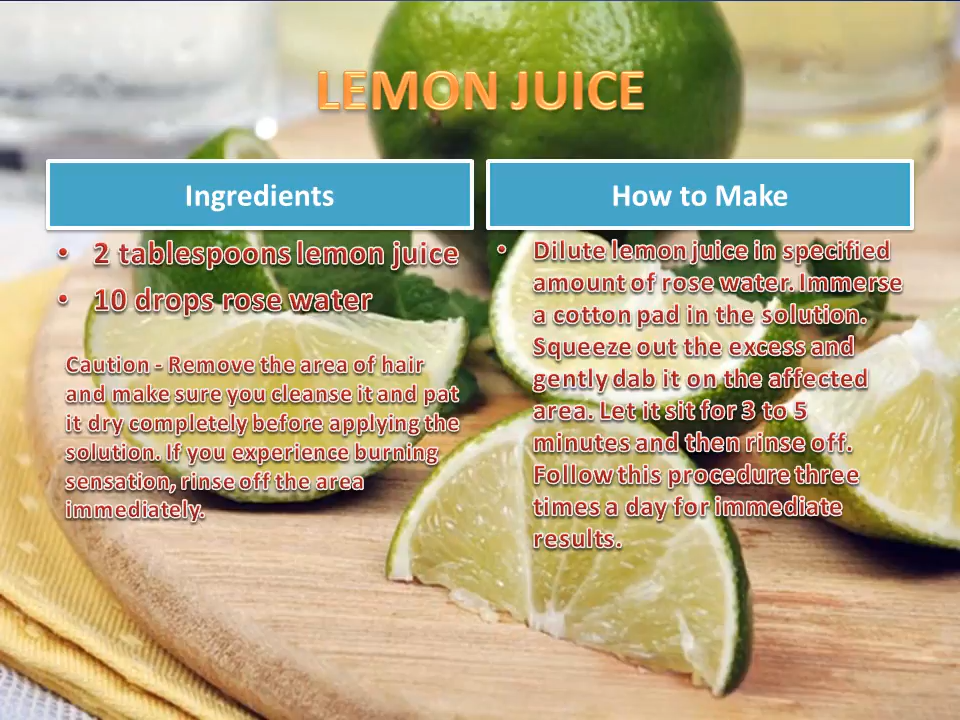 LEMON JUICE
Ingredients
• 2 tablespoons lemon juice
• 10 drops rose water
Caution - Remove the area of hair
and make sure you cleanse it and pat
it dry completely before applying the
solution. If you experience burning
sensation, rinse off the area
immediately.
How to Make
• Dilute lemon juice in specified
amount of rose water. Immerse
a cotton pad in the solution.
Squeeze out the excess and
gently dab it on the affected
area. Let it sit for 3 to 5
minutes and then rinse off.
Follow this procedure three
times a day for immediate
results.